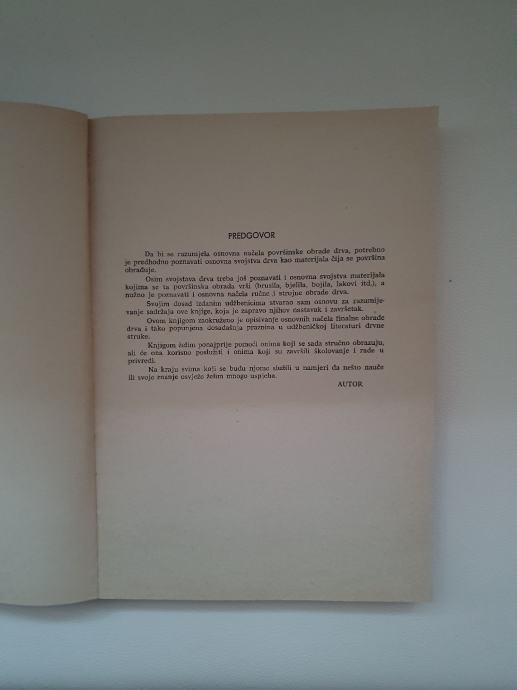 PREDGOVOR
Da bi se razumjela osnovna načela površinske obrade drva, potrebno
je predhodno poznavati osnovna svojstva drva kao materijala čija se površina
obrađuje.
Osim svojstava drva treba još poznavati i osnovna svojstva materijala
kojima se ta površinska obrada vrši (brusila, bjelila, bojila, lakovi itd.), a
nužno je poznavati i osnovna načela ručne i strojne obrade drva.
Svojim dosad izdanim udžbenicima stvarao sam osnovu za razumije-
vanje sadržaja ove knjige, koja je zapravo njihov nastavak i završetak.
Ovom knjigom zaokruženo je opisivanje osnovnih načela finalne obrade
drva i tako popunjena dosadašnja praznina u udžbeničkoj literaturi drvne
struke.
Knjigom želim ponajprije pomoći onima koji se sada stručno obrazuju,
ali će ona korisno poslužiti i onima koji su završili školovanje i rade u
privredi.
Na kraju svima koji se budu njome služili u namjeri da nešto nauče
ili svoje znanje osvježe želim mnogo uspjeha.
AUTOR